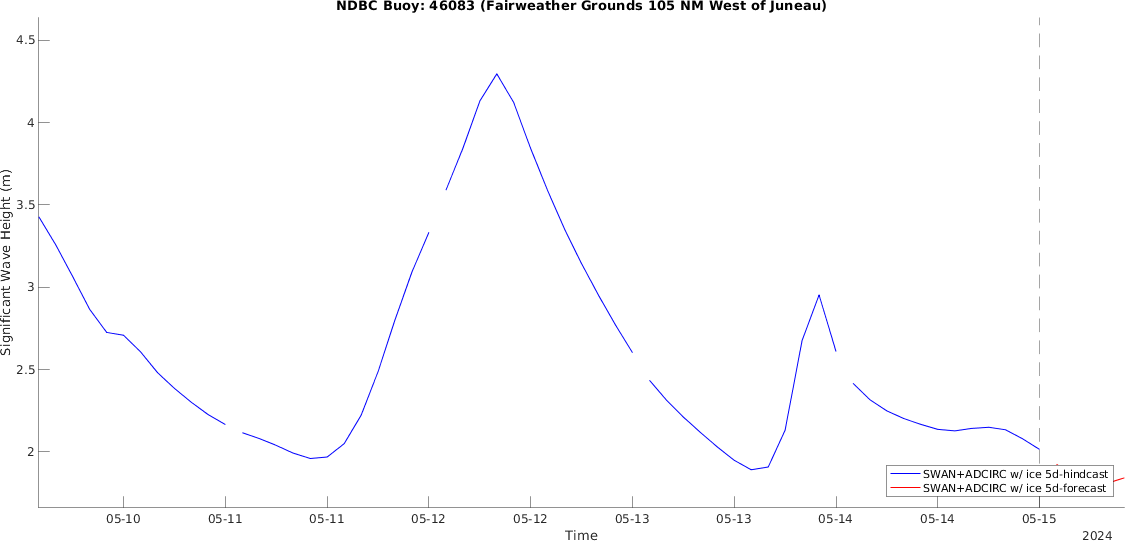 NDBC Buoy: 46083 (Fairweather Grounds 105 NM West of Juneau)
4.5
4
3.5
3
2.5
2
Significant Wave Height (m)
SWAN+ADCIRC w/ ice 5d-hindcast
SWAN+ADCIRC w/ ice 5d-forecast
05-10 05-11 05-11 05-12 05-12 05-13 05-13 05-14 05-14 05-15
Time
2024